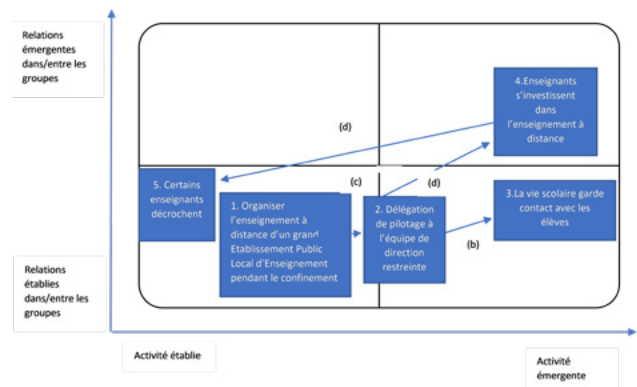 Relations
émergentes
dans/entre les
groupes
4.Enseignants
s'investissent
dans
l'enseignement à
distance
(d)
(c)
(d)
5. Certains
enseignants
décrochent
1. Organiser
l'enseignement à
distance d'un grand
Etablissement Public
Local d'Enseignement
pendant le confinement
2. Délégation
de pilotage à
l'équipe de
direction
restreinte
3.La vie scolaire garde
contact avec les
élèves
(b)
Relations
établies
dans/entre les
groupes
Activité établie
Activité
émergente